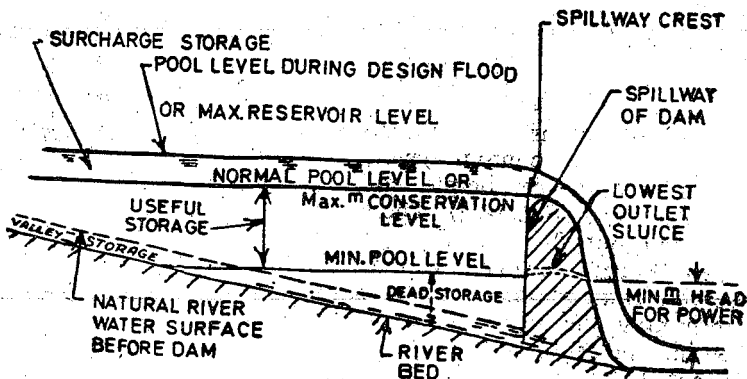 SPILLWAY CREST
SURCHARGE STORAGE
POOL LEVEL DURING DESIGN FLOOD
OR MAX. RESERVOIR LEVEL
SPILLWAY
OF DAM
NORMAL POOL LEVEL OR
Max.m CONSERVATION
LEVEL
LOWEST
OUTLET
SLUICE
USEFUL
STORAGE
VALLEY STORAGE
MIN. POOL LEVEL
DEAD STORAGE
MINm HEAD
FOR POWER
NATURAL RIVER
WATER SURFACE
BEFORE DAM
RIVER
BED